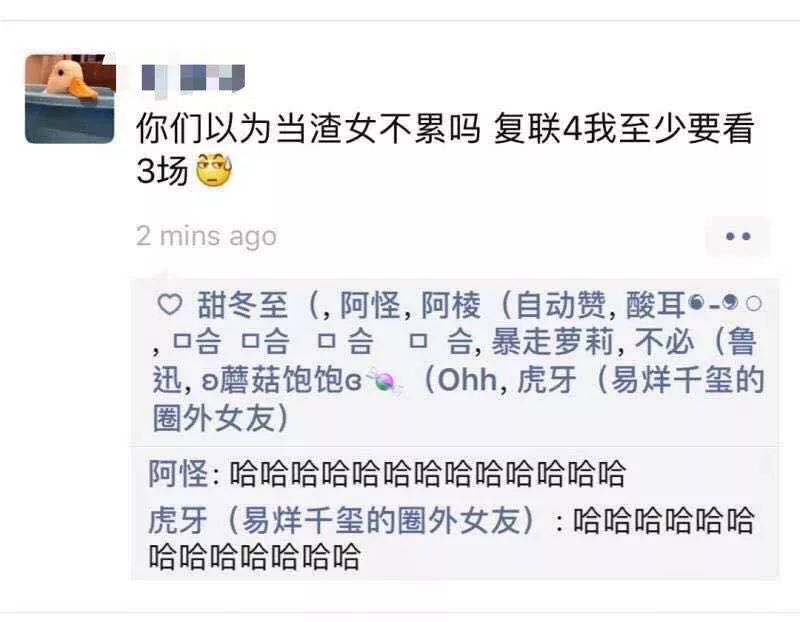 你们以为当渣女不累吗 复联4我至少要看
3场
2 mins ago
甜冬至（, 阿怪, 阿棱（自动赞, 酸耳
, ㅁ合 ㅁ合 ㅁ 合 ㅁ 合, 暴走萝莉, 不必（鲁
迅, ʚ蘑菇饱饱ɞ （Ohh, 虎牙（易烊千玺的
圈外女友）
阿怪: 哈哈哈哈哈哈哈哈哈哈哈哈哈
虎牙（易烊千玺的圈外女友）: 哈哈哈哈哈哈
哈哈哈哈哈哈哈